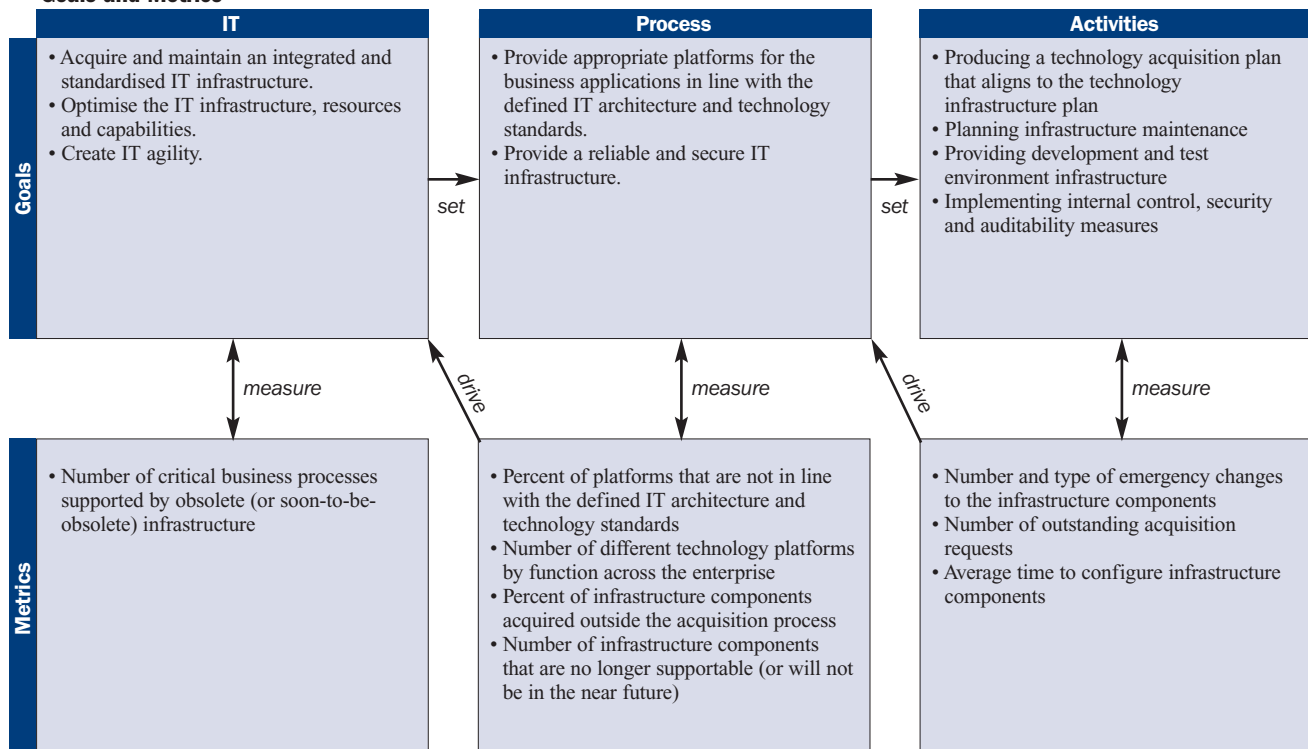 Goals and Metrics
IT
Process
Activities
Goals
• Acquire and maintain an integrated and
standardised IT infrastructure.
• Optimise the IT infrastructure, resources
and capabilities.
• Create IT agility.
set
• Provide appropriate platforms for the
business applications in line with the
defined IT architecture and technology
standards.
• Provide a reliable and secure IT
infrastructure.
set
• Producing a technology acquisition plan
that aligns to the technology
infrastructure plan
• Planning infrastructure maintenance
• Providing development and test
environment infrastructure
• Implementing internal control, security
and auditability measures
measure
drive
measure
drive
measure
Metrics
• Number of critical business processes
supported by obsolete (or soon-to-be-
obsolete) infrastructure
• Percent of platforms that are not in line
with the defined IT architecture and
technology standards
• Number of different technology platforms
by function across the enterprise
• Percent of infrastructure components
acquired outside the acquisition process
• Number of infrastructure components
that are no longer supportable (or will not
be in the near future)
• Number and type of emergency changes
to the infrastructure components
• Number of outstanding acquisition
requests
• Average time to configure infrastructure
components